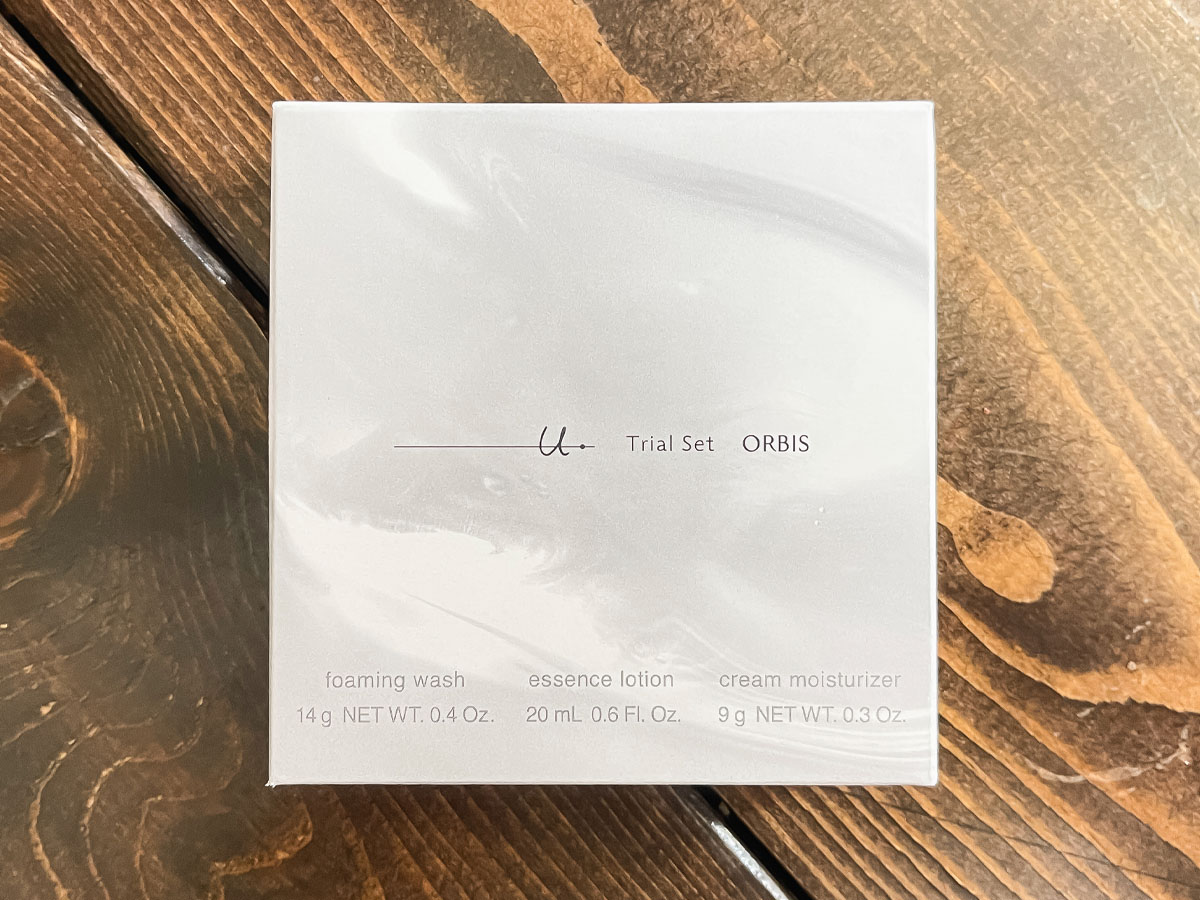 u. Trial Set ORBIS
foaming wash essence lotion cream moisturizer
14 g NET WT. 0.4 Oz. 20 mL 0.6 Fl. Oz. 9 g NET WT. 0.3 Oz.